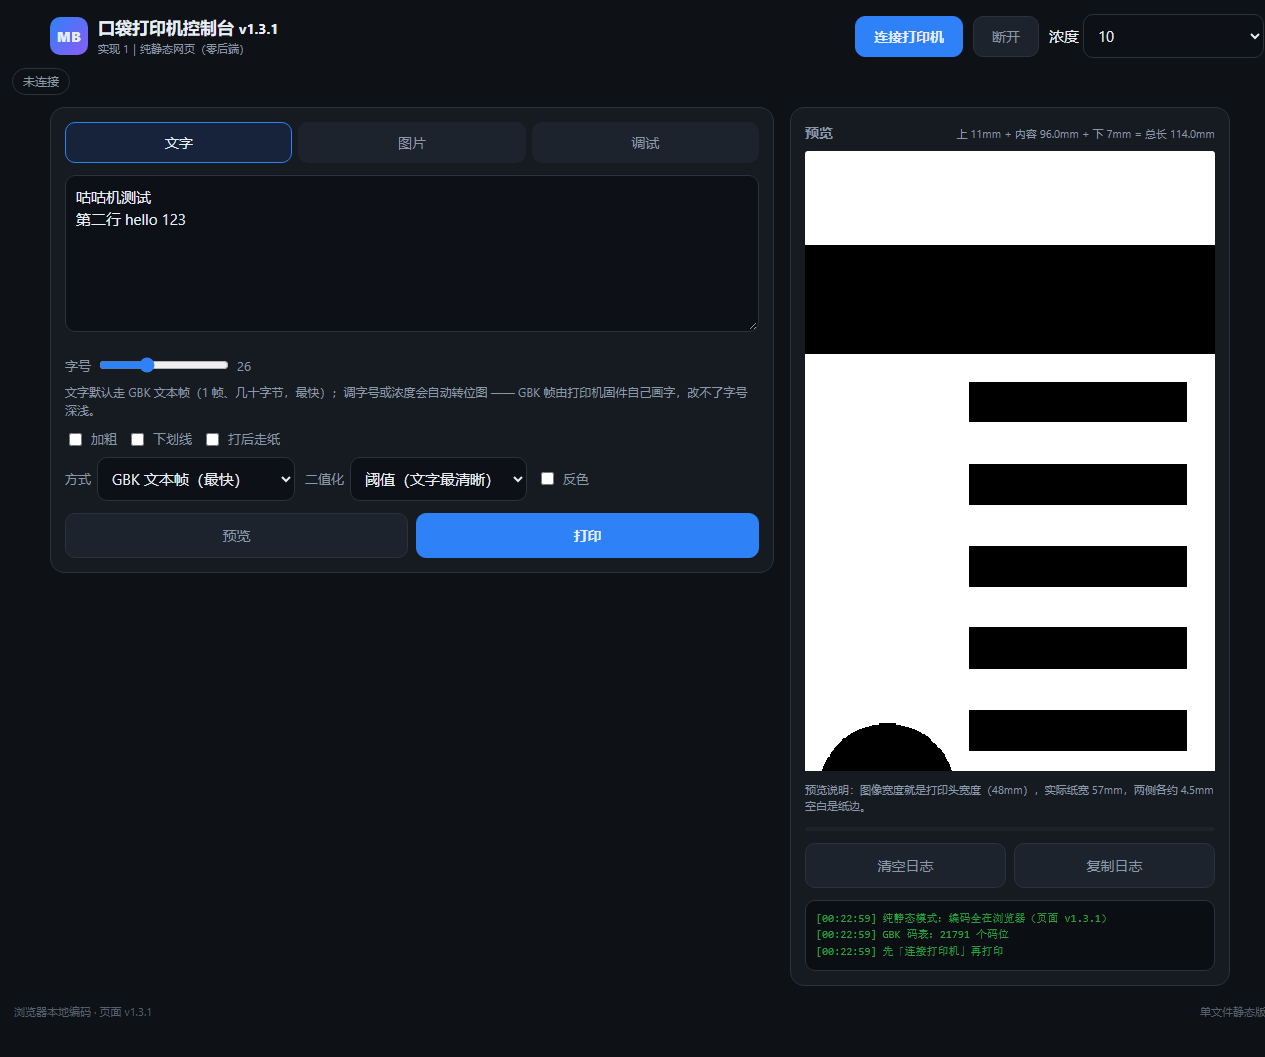 MB
口袋打印机控制台 v1.3.1
实现 1 | 纯静态网页（零后端）
连接打印机
断开
浓度
10
未连接
文字
图片
调试
咕咕机测试
第二行 hello 123
字号
26
文字默认走 GBK 文本帧（1 帧、几十字节，最快）；调字号或浓度会自动转位图 —— GBK 帧由打印机固件自己画字，改不了字号
深浅。
加粗
下划线
打后走纸
方式
GBK 文本帧（最快）
二值化
阈值（文字最清晰）
反色
预览
打印
预览
上 11mm + 内容 96.0mm + 下 7mm = 总长 114.0mm
预览说明：图像宽度就是打印头宽度（48mm），实际纸宽 57mm，两侧各约 4.5mm
空白是纸边。
清空日志
复制日志
[00:22:59] 纯静态模式：编码全在浏览器（页面 v1.3.1）
[00:22:59] GBK 码表：21791 个码位
[00:22:59] 先「连接打印机」再打印
浏览器本地编码 · 页面 v1.3.1
单文件静态版